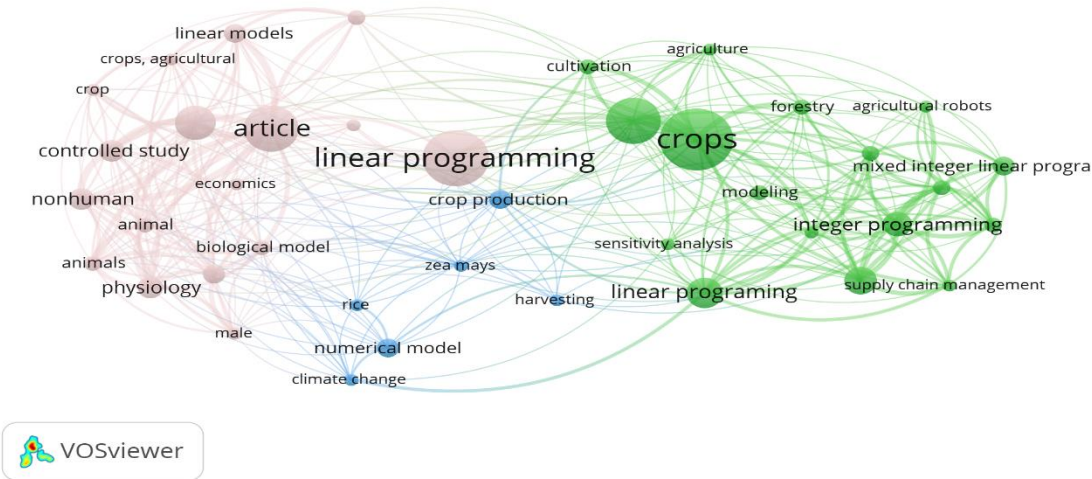 linear models
crops, agricultural
crop
article
controlled study
linear programming
nonhuman
economics
animal
biological model
animals
physiology
male
crop production
zea mays
rice
harvesting
numerical model
climate change
agriculture
cultivation
crops
forestry
agricultural robots
mixed integer linear progra
modeling
integer programming
sensitivity analysis
linear programing
supply chain management
VOSviewer